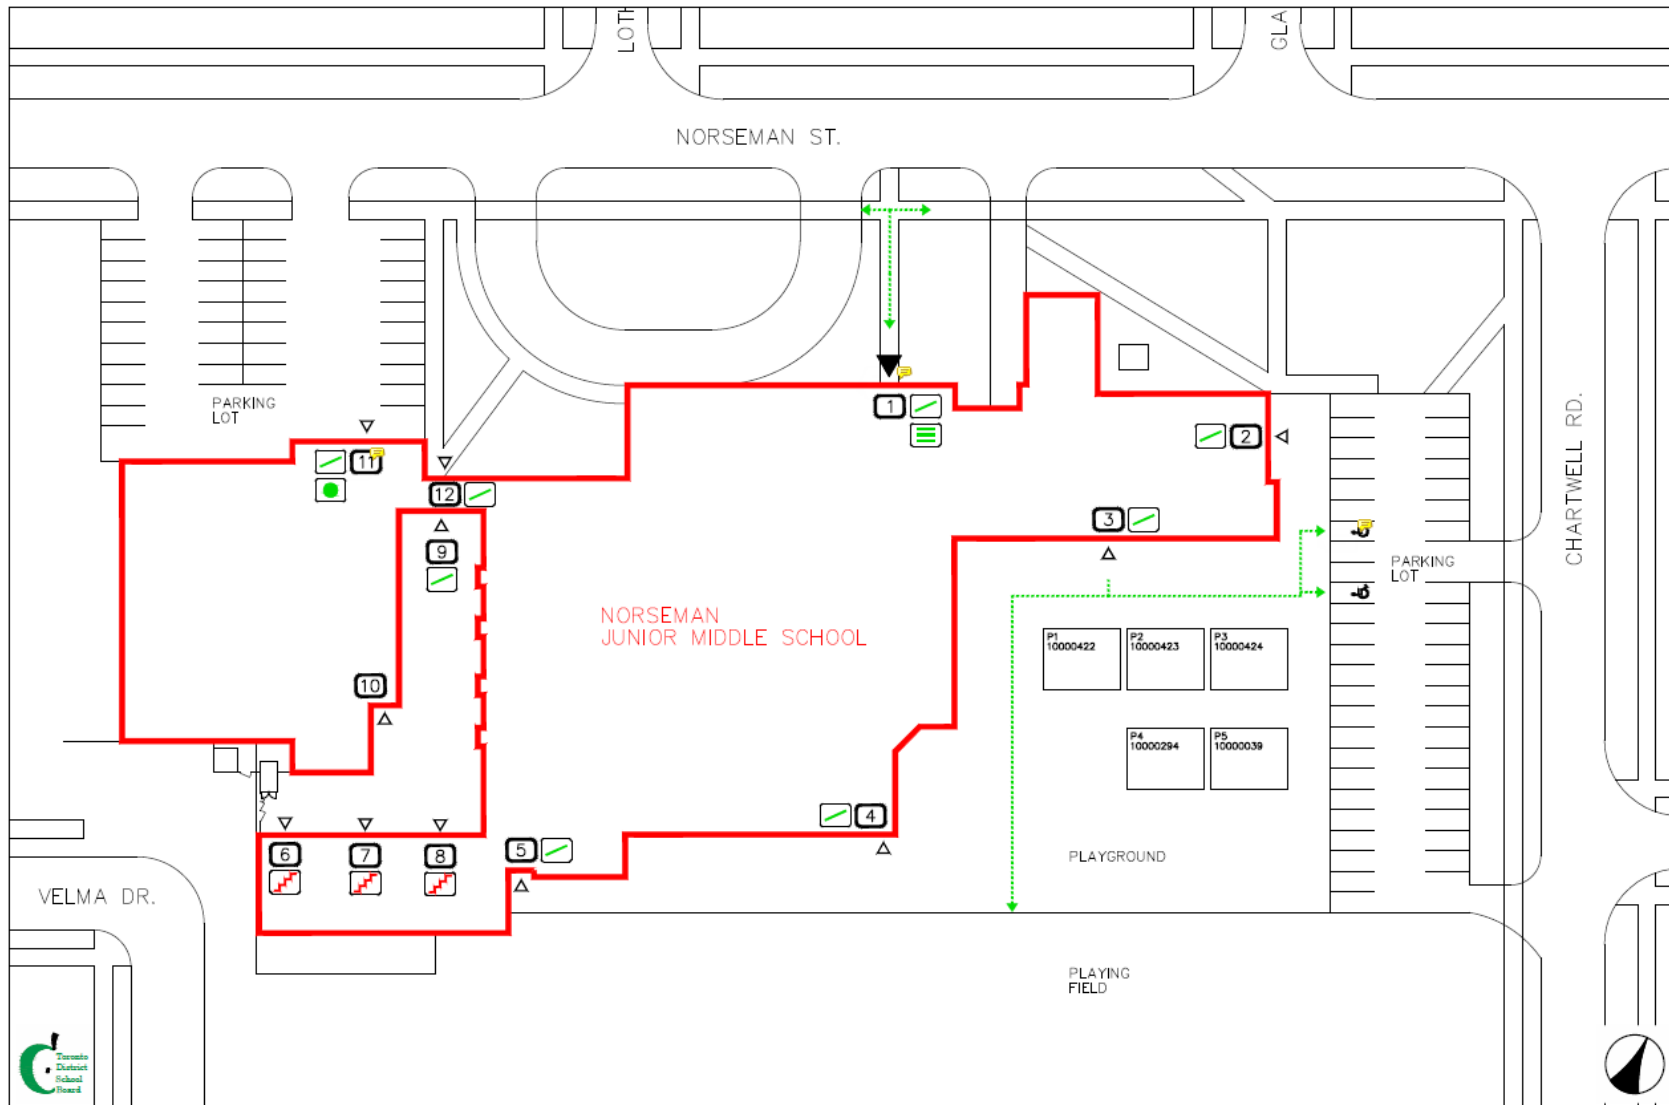 LOTH
GLA
NORSEMAN ST.
PARKING
LOT
1
2
11
12
3
9
CHARTWELL RD.
PARKING
LOT
NORSEMAN
JUNIOR MIDDLE SCHOOL
P1
10000422
P2
10000423
P3
10000424
10
P4
10000294
P5
10000039
4
5
6
7
8
PLAYGROUND
VELMA DR.
PLAYING
FIELD
Toronto
District
School
Board